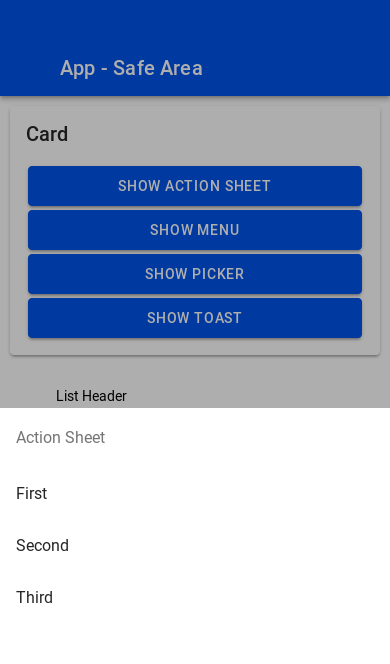 App - Safe Area
Card
SHOW ACTION SHEET
SHOW MENU
SHOW PICKER
SHOW TOAST
List Header
Action Sheet
First
Second
Third